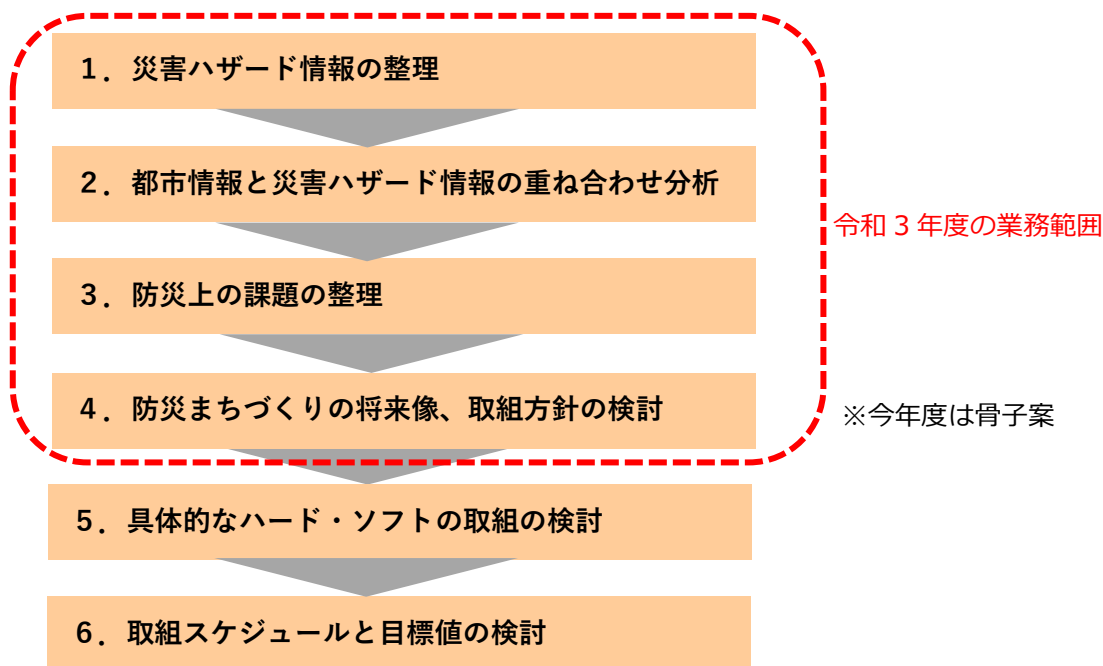 1．災害ハザード情報の整理
2．都市情報と災害ハザード情報の重ね合わせ分析
令和3年度の業務範囲
3．防災上の課題の整理
4．防災まちづくりの将来像、取組方針の検討
※今年度は骨子案
5．具体的なハード・ソフトの取組の検討
6．取組スケジュールと目標値の検討